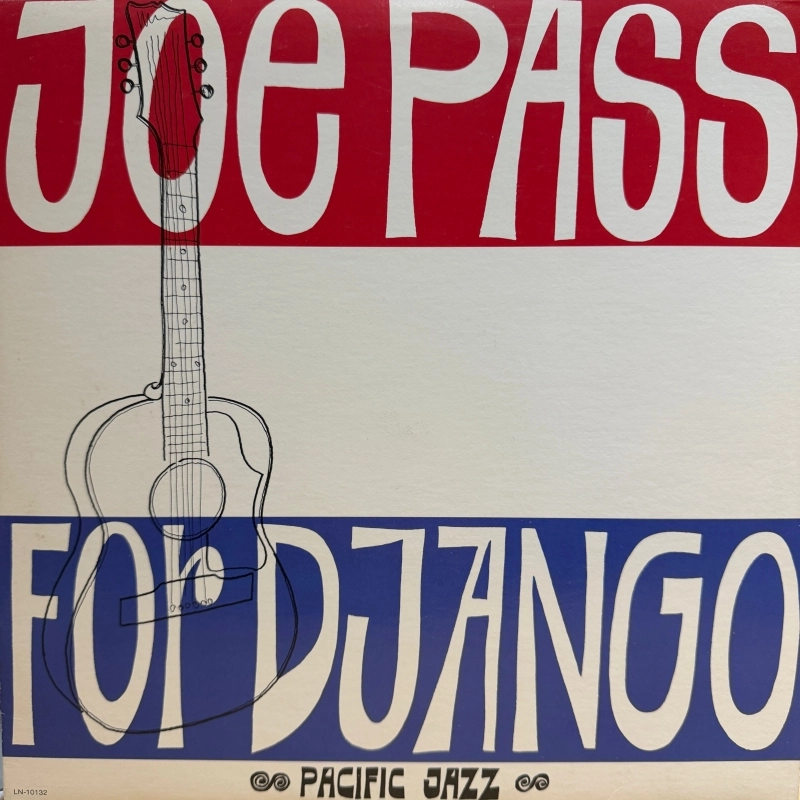 JOe PASS
FOr DJANGO
PACIFIC JAZZ
LN-10132